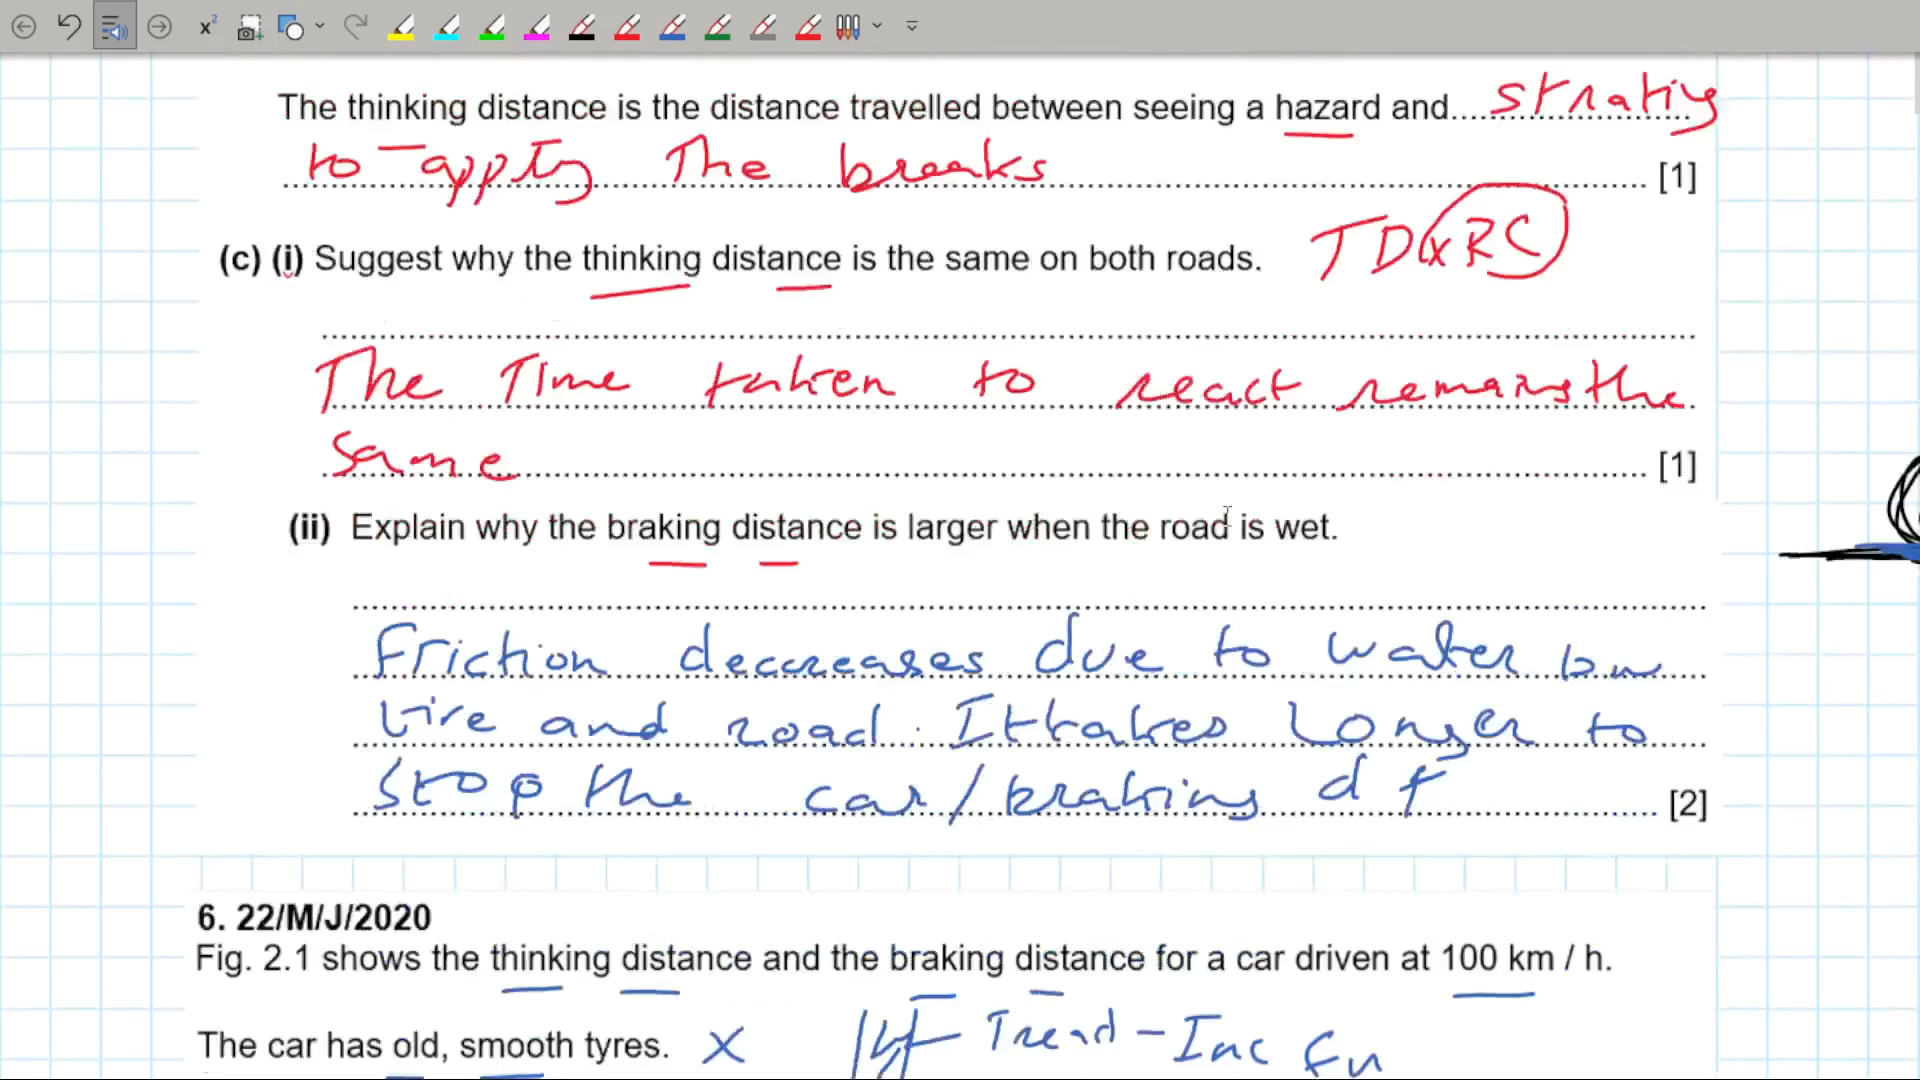 The thinking distance is the distance travelled between seeing a hazard and.... strating
to apply the breaks [1]
TD RC
(c) (i) Suggest why the thinking distance is the same on both roads.
The Time taken to react remains the
same [1]
(ii) Explain why the braking distance is larger when the road is wet.
Friction deccreases due to water bw
tire and road. It takes longer to
stop the car/braking d ↑ [2]
6. 22/M/J/2020
Fig. 2.1 shows the thinking distance and the braking distance for a car driven at 100 km / h.
The car has old, smooth tyres. x Tread - Inc